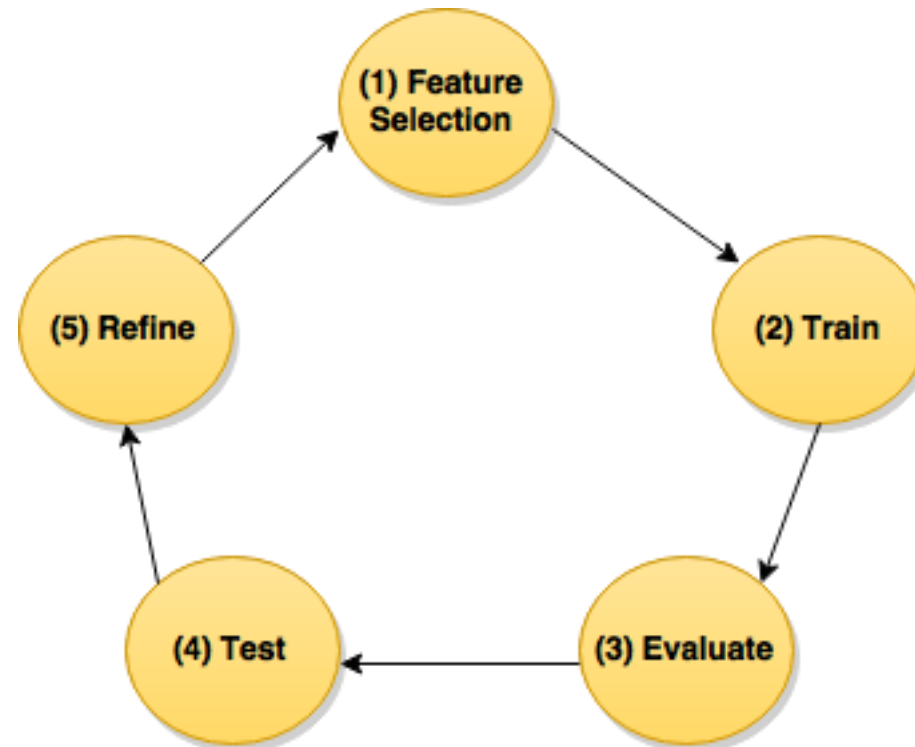 (1) Feature
Selection
(2) Train
(3) Evaluate
(4) Test
(5) Refine